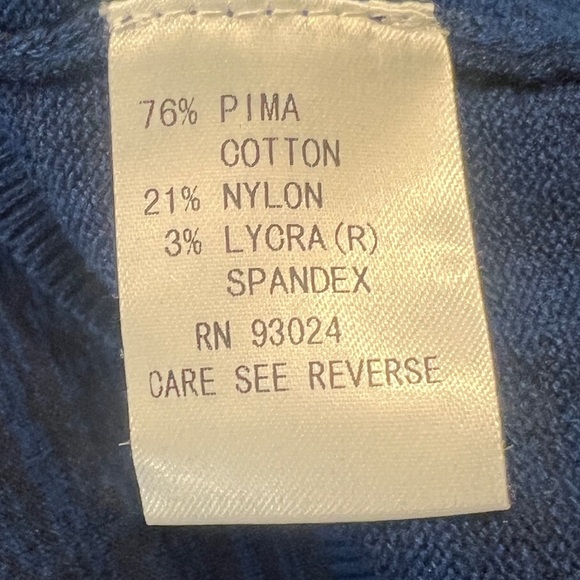 76% PIMA
COTTON
21% NYLON
3% LYCRA(R)
SPANDEX
RN 93024
CARE SEE REVERSE